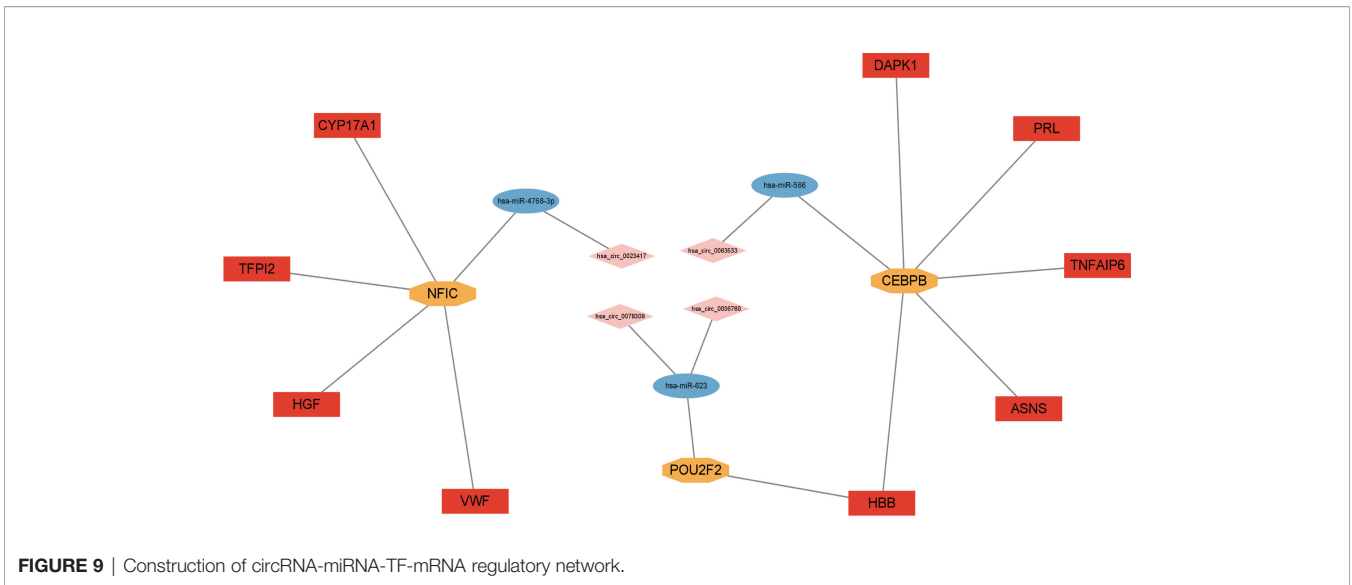 DAPK1
CYP17A1
PRL
hsa-miR-566
hsa-miR-4768-3p
hsa_circ_0063533
hsa_circ_0023417
TNFAIP6
TFPI2
CEBPB
NFIC
hsa_circ_0078309
hsa_circ_0036760
hsa-miR-623
HGF
ASNS
POU2F2
VWF
HBB
FIGURE 9 | Construction of circRNA-miRNA-TF-mRNA regulatory network.